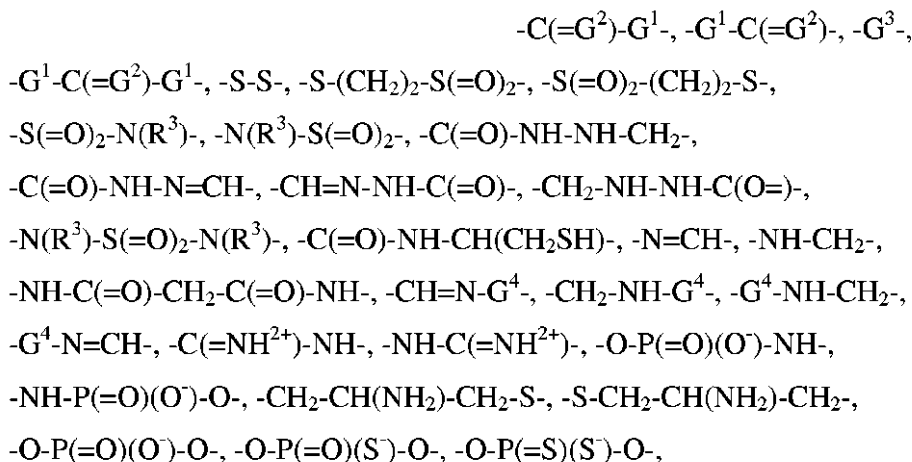 -C(=G²)-G¹-, -G¹-C(=G²)-, -G³-,
-G¹-C(=G²)-G¹-, -S-S-, -S-(CH₂)₂-S(=O)₂-, -S(=O)₂-(CH₂)₂-S-,
-S(=O)₂-N(R³)-, -N(R³)-S(=O)₂-, -C(=O)-NH-NH-CH₂-,
-C(=O)-NH-N=CH-, -CH=N-NH-C(=O)-, -CH₂-NH-NH-C(O=)-,
-N(R³)-S(=O)₂-N(R³)-, -C(=O)-NH-CH(CH₂SH)-, -N=CH-, -NH-CH₂-,
-NH-C(=O)-CH₂-C(=O)-NH-, -CH=N-G⁴-, -CH₂-NH-G⁴-, -G⁴-NH-CH₂-,
-G⁴-N=CH-, -C(=NH²⁺)-NH-, -NH-C(=NH²⁺)-, -O-P(=O)(O⁻)-NH-,
-NH-P(=O)(O⁻)-O-, -CH₂-CH(NH₂)-CH₂-S-, -S-CH₂-CH(NH₂)-CH₂-,
-O-P(=O)(O⁻)-O-, -O-P(=O)(S⁻)-O-, -O-P(=S)(S⁻)-O-,